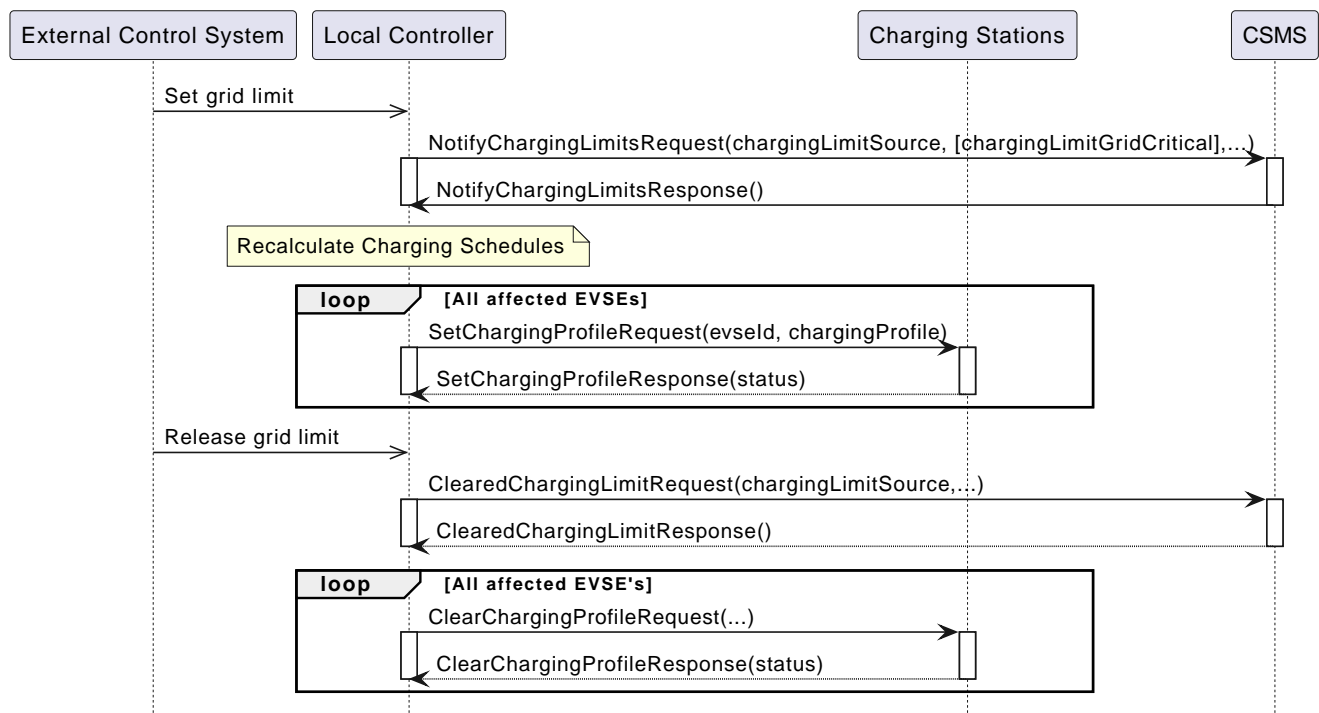 External Control System
Local Controller
Charging Stations
CSMS
Set grid limit
NotifyChargingLimitsRequest(chargingLimitSource, [chargingLimitGridCritical],...)
NotifyChargingLimitsResponse()
Recalculate Charging Schedules
loop [All affected EVSEs]
SetChargingProfileRequest(evseId, chargingProfile)
SetChargingProfileResponse(status)
Release grid limit
ClearedChargingLimitRequest(chargingLimitSource,...)
ClearedChargingLimitResponse()
loop [All affected EVSE's]
ClearChargingProfileRequest(...)
ClearChargingProfileResponse(status)